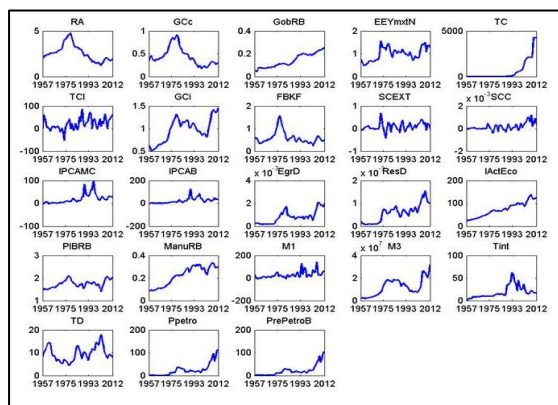 RA GCc GobRB EEYmxtN TC
5 1 0.4 2 5000
0.5 0.2 1
0 0 0 0 0
1957 1975 1993 2012 1957 1975 1993 2012 1957 1975 1993 2012 1957 1975 1993 2012 1957 1975 1993 2012
TCI GCi FBKF SCEXT x 10⁻³ SCC
100 1.5 2 1 2
0 1 1 0 0
-100 0.5 0 -1 -2
1957 1975 1993 2012 1957 1975 1993 2012 1957 1975 1993 2012 1957 1975 1993 2012 1957 1975 1993 2012
IPCAMC IPCAB x 10⁻³ EgrD x 10⁻³ ResD IActEco
100 200 4 2 200
0 0 2 1 100
-100 -200 0 0 0
1957 1975 1993 2012 1957 1975 1993 2012 1957 1975 1993 2012 1957 1975 1993 2012 1957 1975 1993 2012
PIBRB ManuRB M1 x 10⁷ M3 Tint
3 0.4 200 4 100
2 0.2 0 2 50
1 0 -200 0 0
1957 1975 1993 2012 1957 1975 1993 2012 1957 1975 1993 2012 1957 1975 1993 2012 1957 1975 1993 2012
TD Ppetro PrePetroB
20 200 200
10 100 100
0 0 0
1957 1975 1993 2012 1957 1975 1993 2012 1957 1975 1993 2012